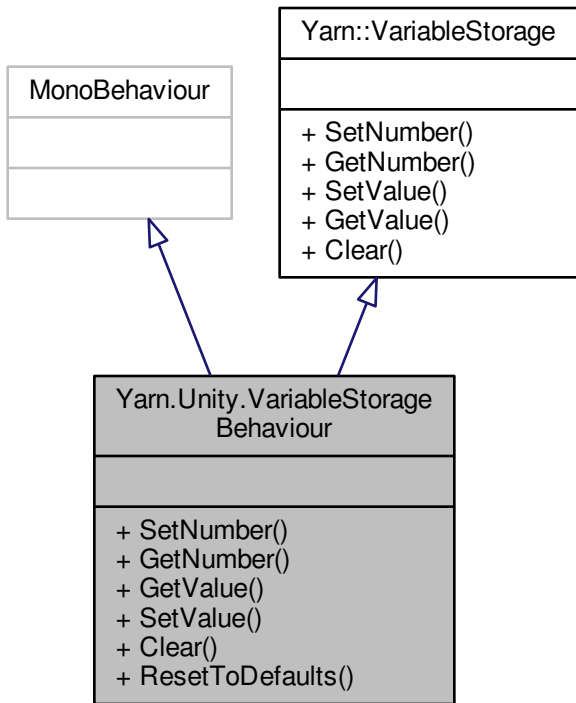 MonoBehaviour
Yarn::VariableStorage
+ SetNumber()
+ GetNumber()
+ SetValue()
+ GetValue()
+ Clear()
Yarn.Unity.VariableStorage
Behaviour
+ SetNumber()
+ GetNumber()
+ GetValue()
+ SetValue()
+ Clear()
+ ResetToDefaults()